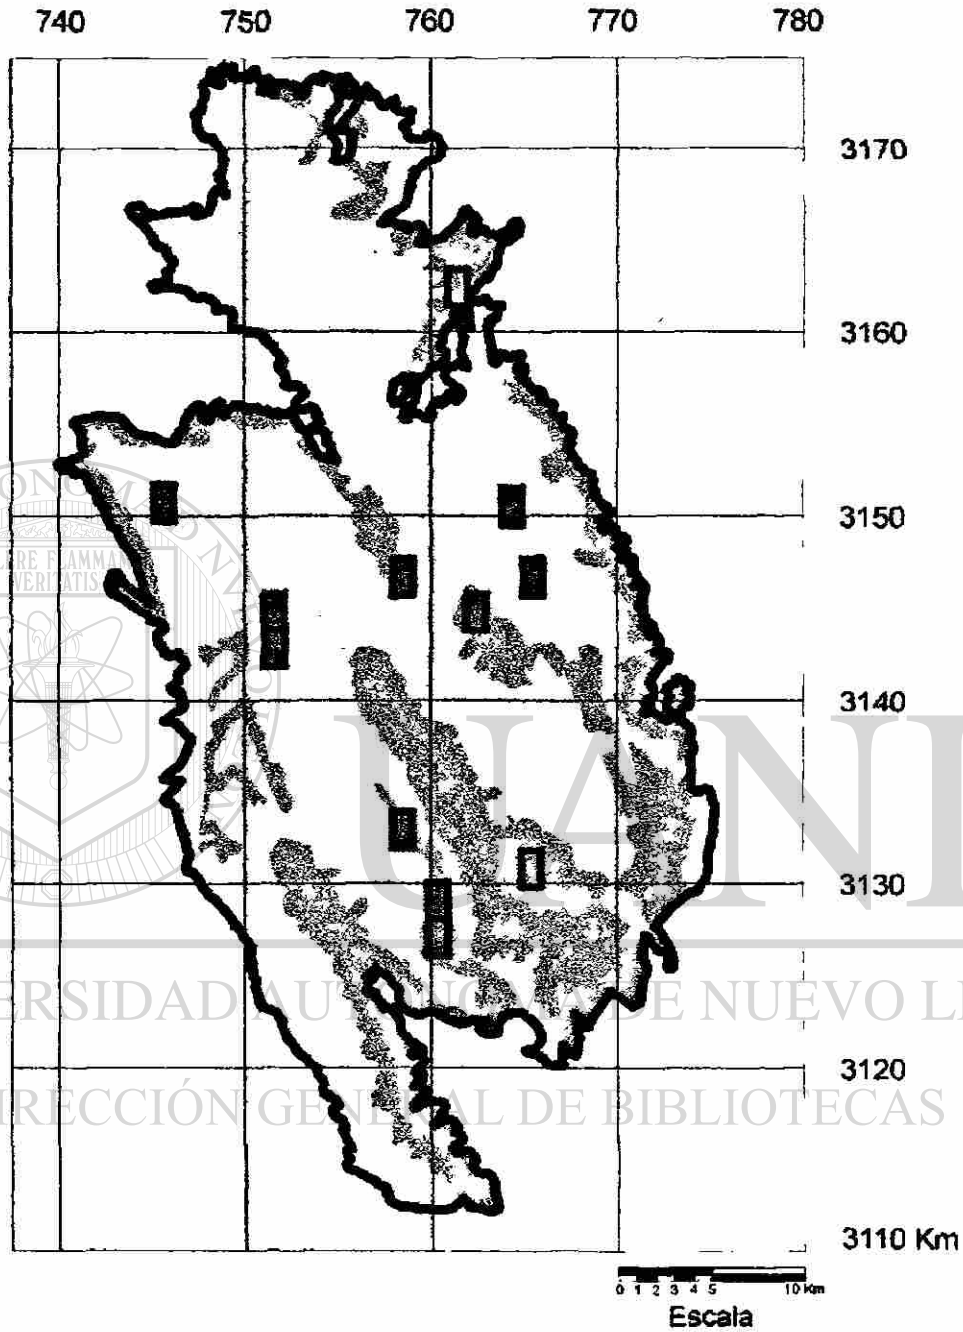 740 750 760 770 780
3170
3160
3150
3140
3130
3120
3110 Km
0 1 2 3 4 5 10 Km
Escala
UANL
UNIVERSIDAD AUTÓNOMA DE NUEVO LEÓN
DIRECCIÓN GENERAL DE BIBLIOTECAS
ALERE FLAMMAM
VERITATIS